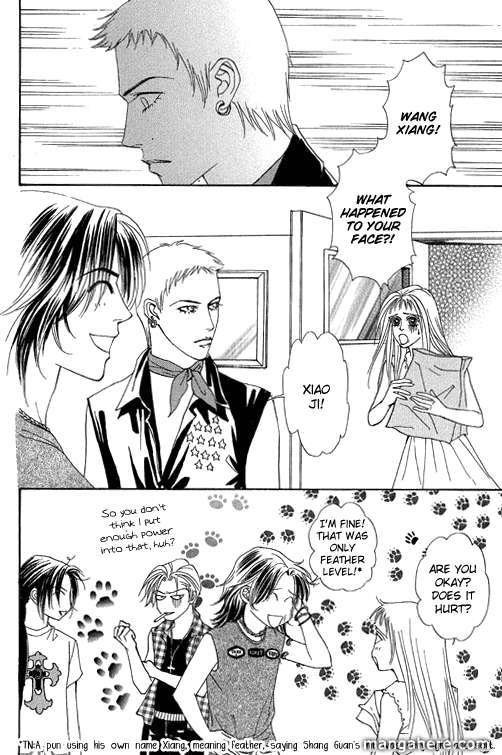 WANG
XIANG!
WHAT
HAPPENED
TO YOUR
FACE?!
XIAO
JI!
So you don't
think I put
enough power
into that, huh?
I'M FINE!
THAT WAS
ONLY
FEATHER
LEVEL!*
ARE YOU
OKAY?
DOES IT
HURT?
*TN:A pun using his own name Xiang, meaning feather, saying Shang Guan's
mangahere.com